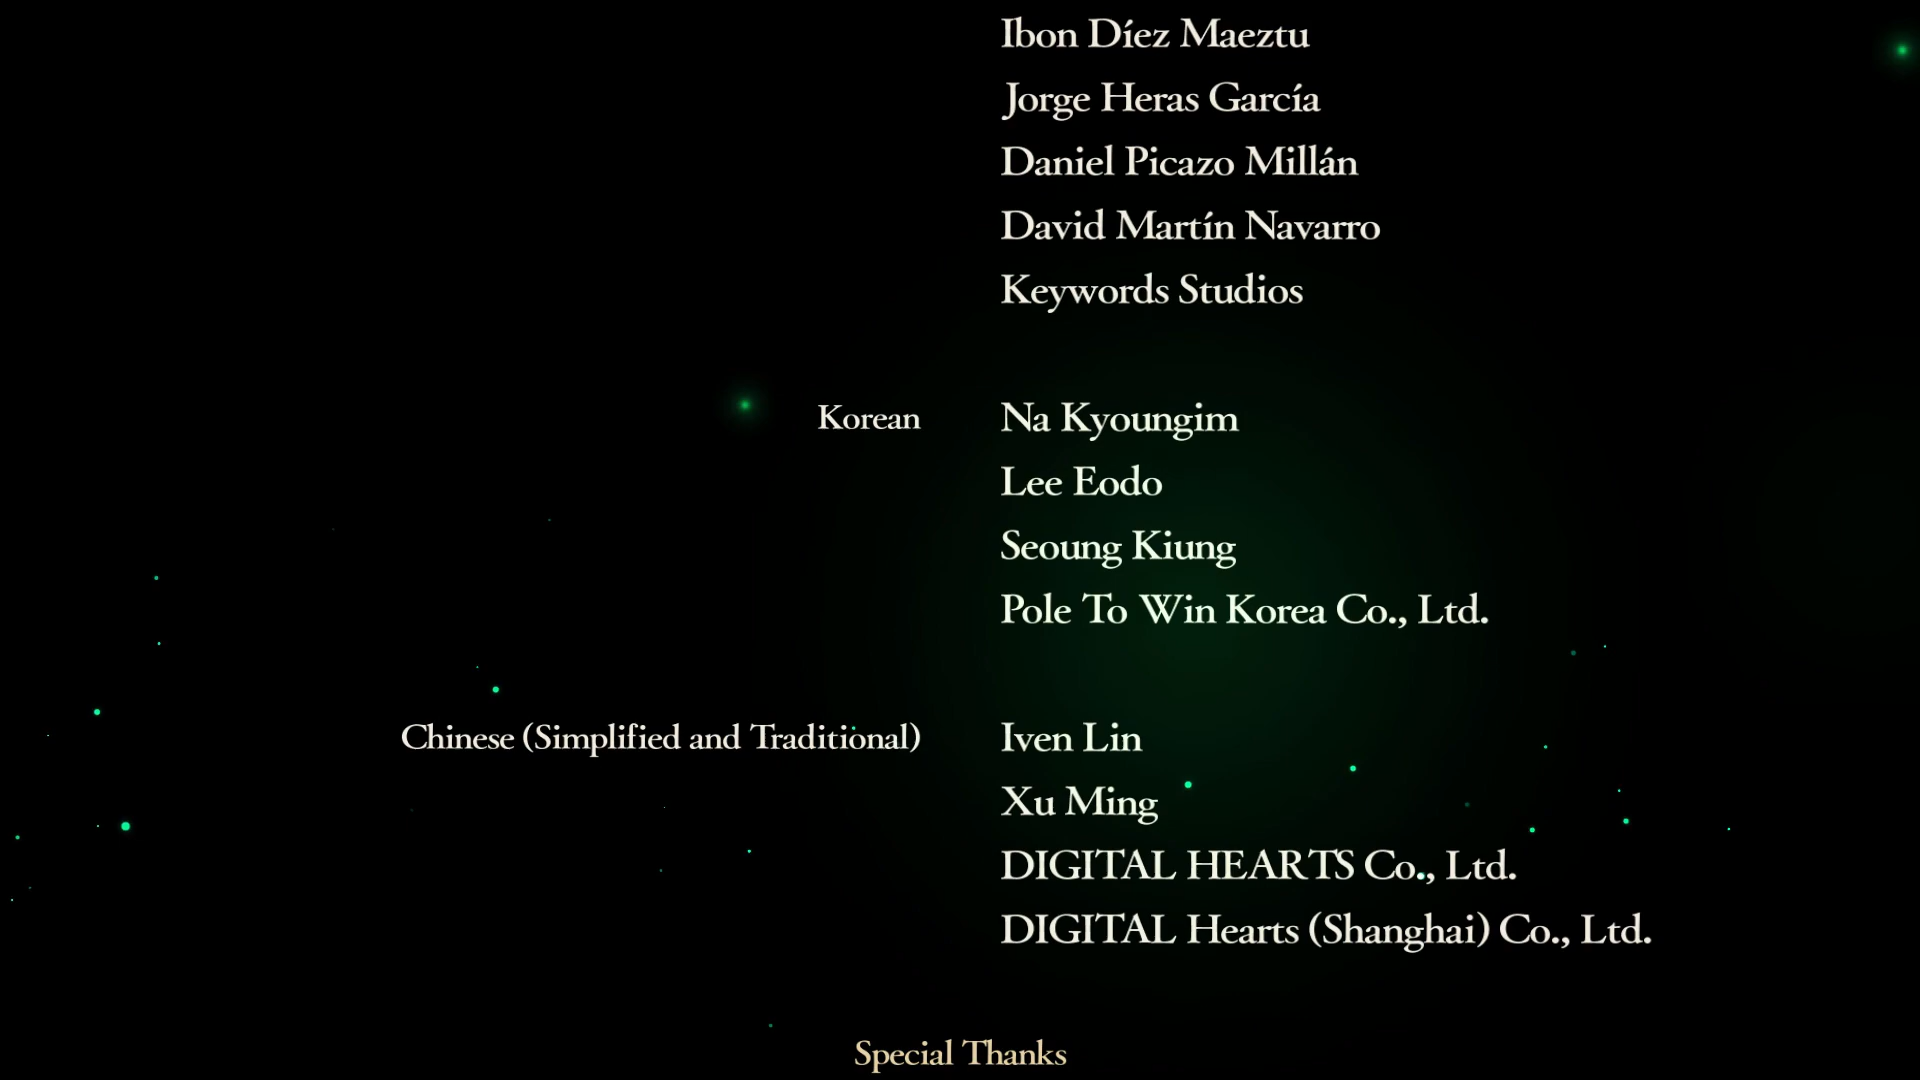 Ibon Díez Maeztu
Jorge Heras García
Daniel Picazo Millán
David Martín Navarro
Keywords Studios
Korean Na Kyoungim
Lee Eodo
Seoung Kiung
Pole To Win Korea Co., Ltd.
Chinese (Simplified and Traditional) Iven Lin
Xu Ming
DIGITAL HEARTS Co., Ltd.
DIGITAL Hearts (Shanghai) Co., Ltd.
Special Thanks